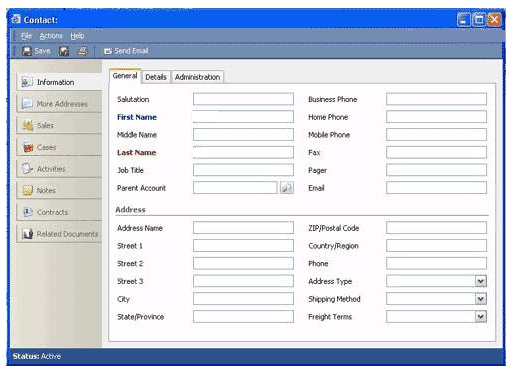 Contact:
File Actions Help
Save Send Email
Information
More Addresses
Sales
Cases
Activities
Notes
Contracts
Related Documents
General Details Administration
Salutation Business Phone
First Name Home Phone
Middle Name Mobile Phone
Last Name Fax
Job Title Pager
Parent Account Email
Address
Address Name ZIP/Postal Code
Street 1 Country/Region
Street 2 Phone
Street 3 Address Type
City Shipping Method
State/Province Freight Terms
Status: Active